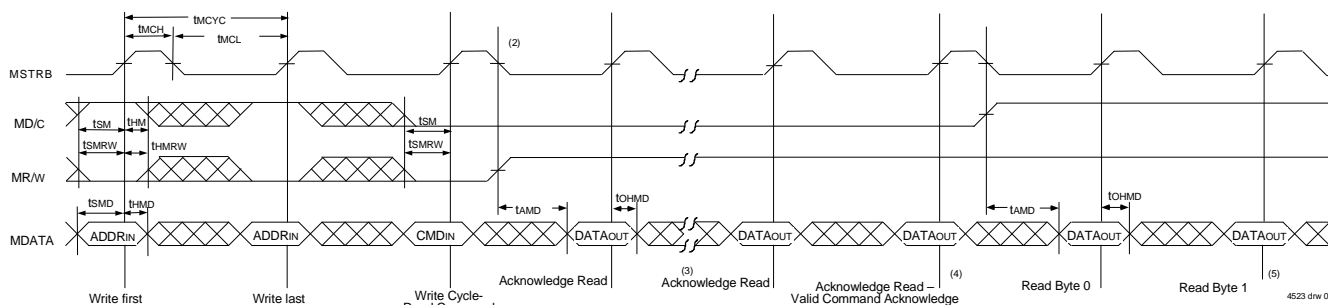 tMCYC
tMCH
tMCL
(2)
MSTRB
MD/C
tSM tHM tSM
tSMRW tHMRW tSMRW
MR/W
tSMD tHMD tAMD tOHMD tAMD tOHMD
MDATA ADDRIN ADDRIN CMDIN DATAOUT DATAOUT DATAOUT DATAOUT DATAOUT
Acknowledge Read (3) Acknowledge Read (4) Read Byte 0 Read Byte 1 (5)
Write first Write last Write Cycle- Acknowledge Read –
Valid Command Acknowledge
4523 drw 0